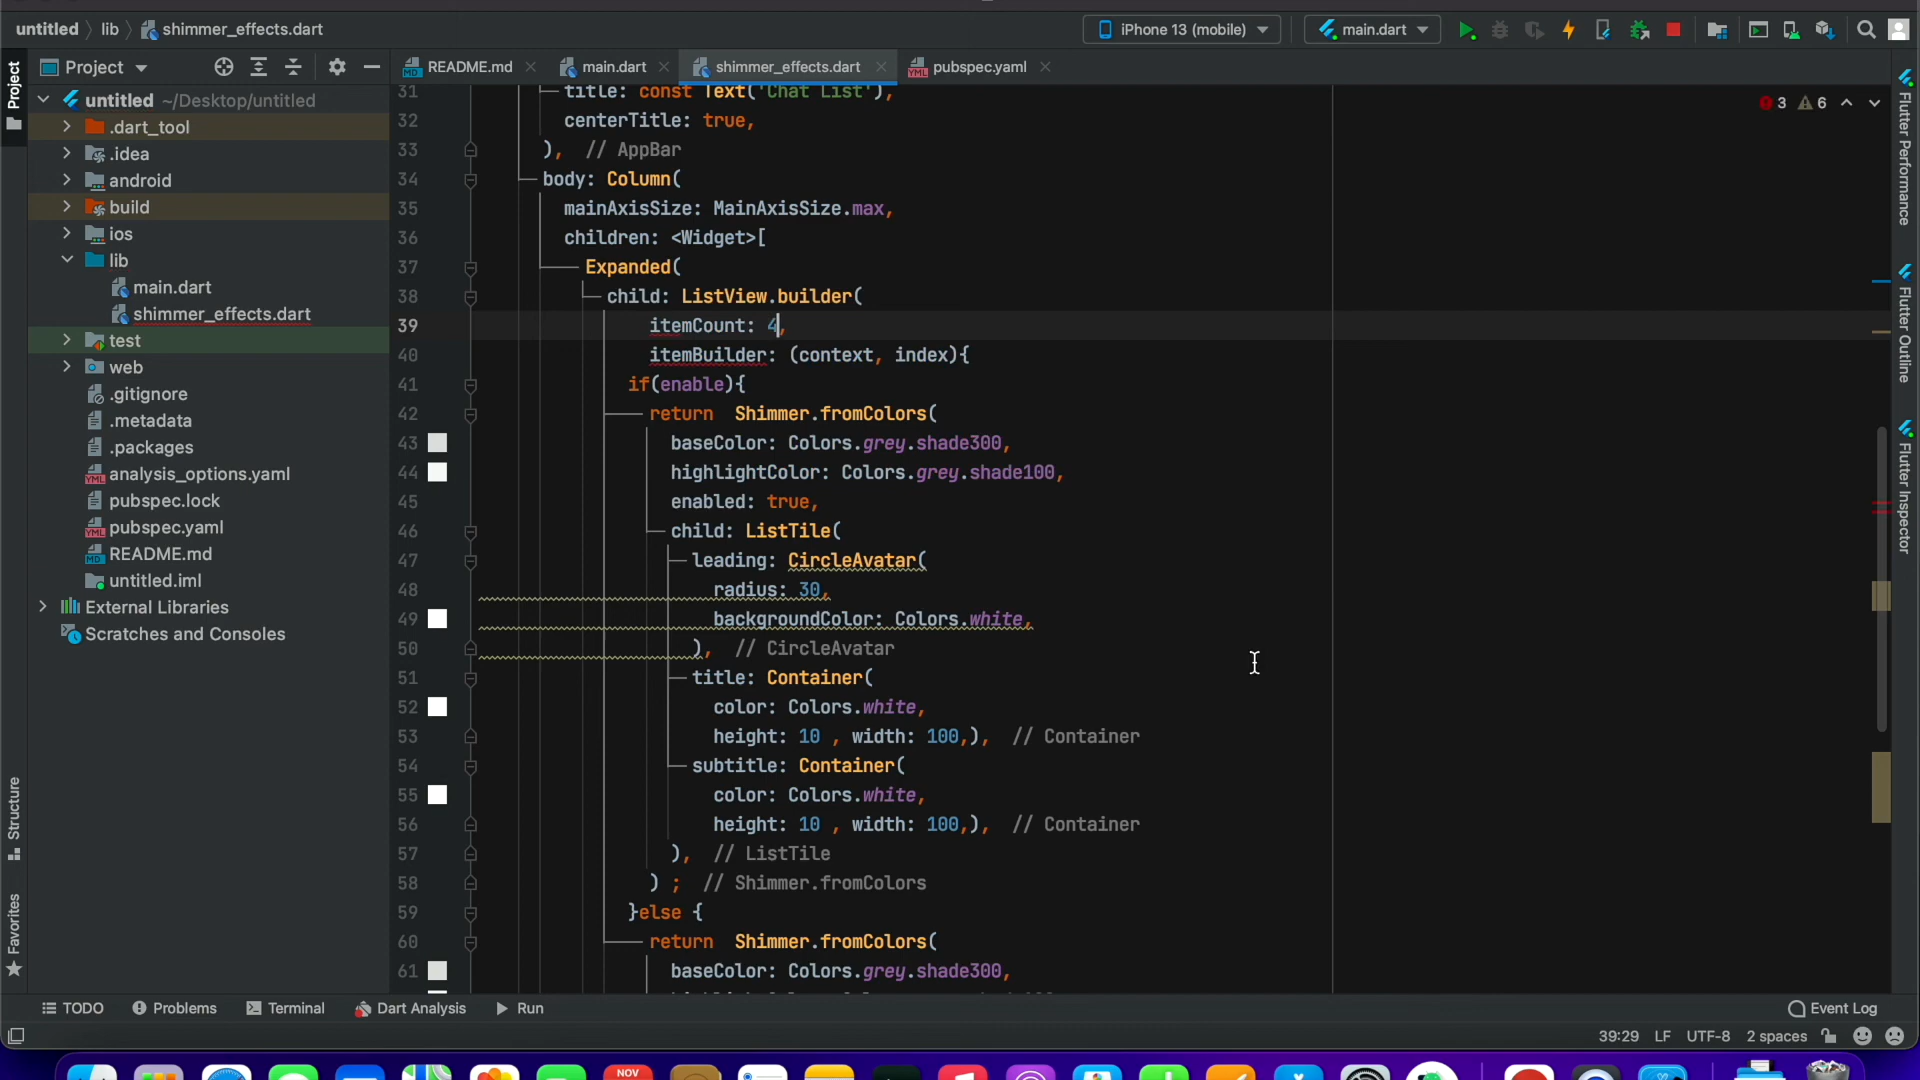 untitled lib shimmer_effects.dart
iPhone 13 (mobile) main.dart
Project
Project
README.md main.dart shimmer_effects.dart pubspec.yaml
untitled ~/Desktop/untitled
.dart_tool
.idea
android
build
ios
lib
main.dart
shimmer_effects.dart
test
web
.gitignore
.metadata
.packages
analysis_options.yaml
pubspec.lock
pubspec.yaml
README.md
untitled.iml
External Libraries
Scratches and Consoles
Structure
Favorites
3 6
31 title: const Text('Chat List'),
32 centerTitle: true,
33 ), // AppBar
34 body: Column(
35 mainAxisSize: MainAxisSize.max,
36 children: <Widget>[
37 Expanded(
38 child: ListView.builder(
39 itemCount: 4,
40 itemBuilder: (context, index){
41 if(enable){
42 return Shimmer.fromColors(
43 baseColor: Colors.grey.shade300,
44 highlightColor: Colors.grey.shade100,
45 enabled: true,
46 child: ListTile(
47 leading: CircleAvatar(
48 radius: 30,
49 backgroundColor: Colors.white,
50 ), // CircleAvatar
51 title: Container(
52 color: Colors.white,
53 height: 10 , width: 100,), // Container
54 subtitle: Container(
55 color: Colors.white,
56 height: 10 , width: 100,), // Container
57 ), // ListTile
58 ) ; // Shimmer.fromColors
59 }else {
60 return Shimmer.fromColors(
61 baseColor: Colors.grey.shade300,
Flutter Performance
Flutter Outline
Flutter Inspector
TODO Problems Terminal Dart Analysis Run Event Log
39:29 LF UTF-8 2 spaces
NOV